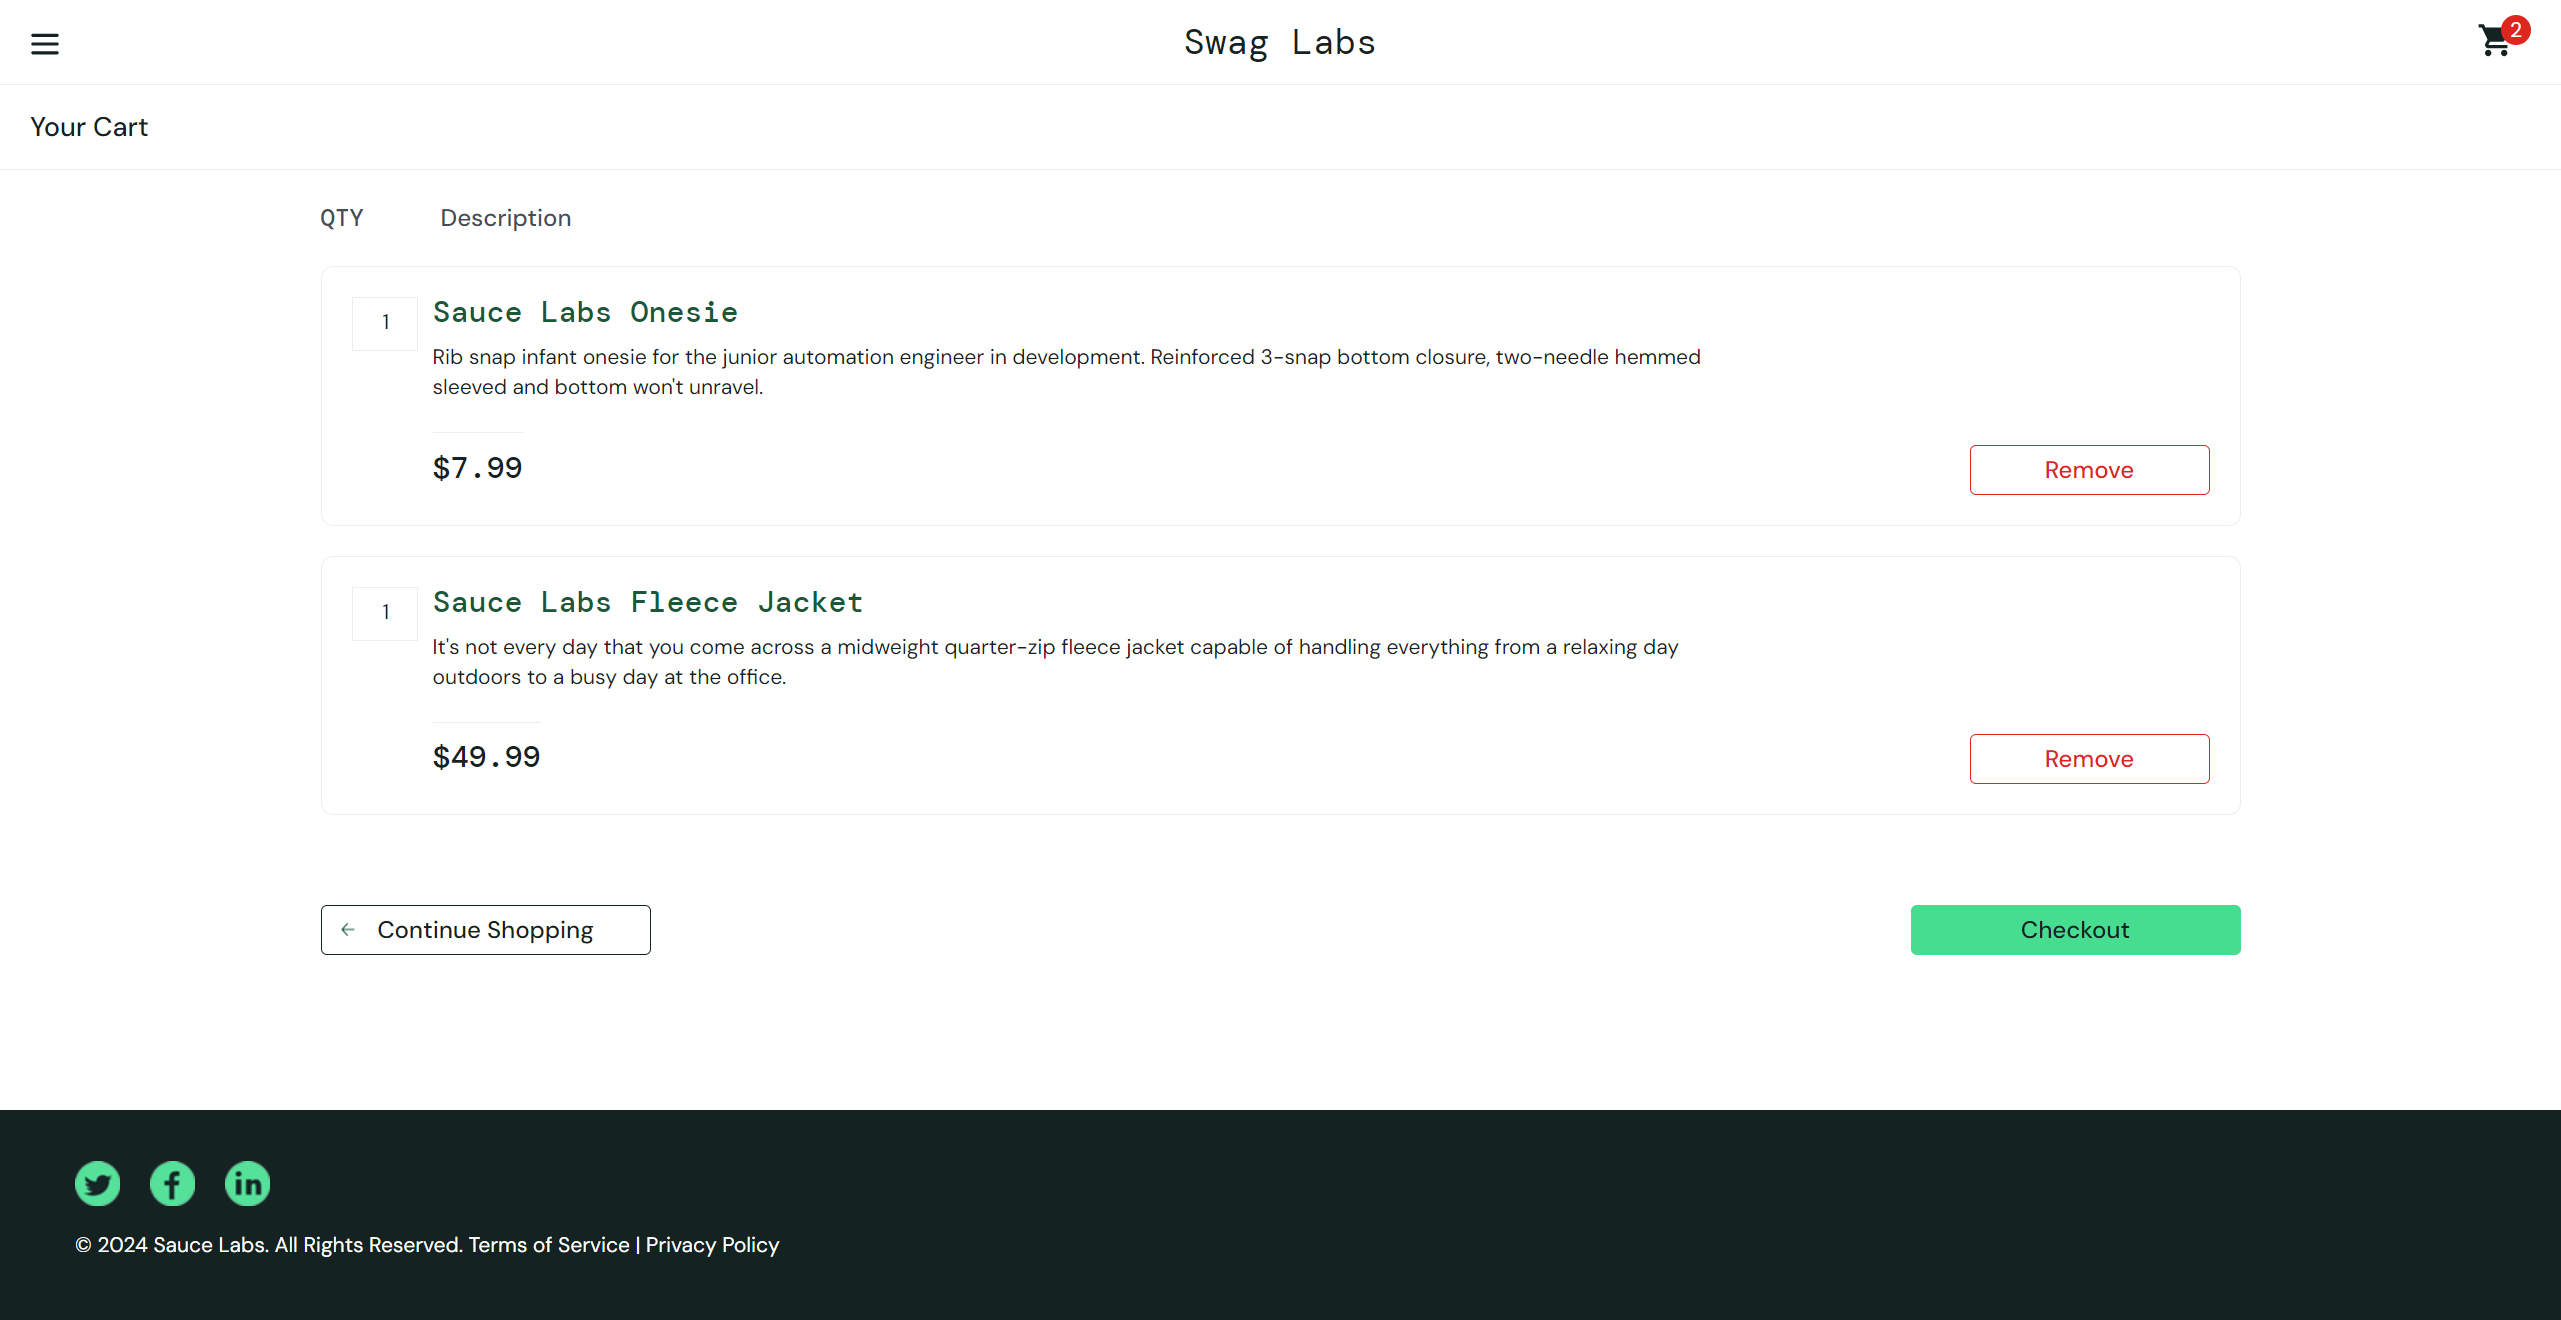 Swag Labs
2
Your Cart
QTY Description
1
Sauce Labs Onesie
Rib snap infant onesie for the junior automation engineer in development. Reinforced 3-snap bottom closure, two-needle hemmed
sleeved and bottom won't unravel.
$7.99
Remove
1
Sauce Labs Fleece Jacket
It's not every day that you come across a midweight quarter-zip fleece jacket capable of handling everything from a relaxing day
outdoors to a busy day at the office.
$49.99
Remove
Continue Shopping
Checkout
© 2024 Sauce Labs. All Rights Reserved. Terms of Service | Privacy Policy